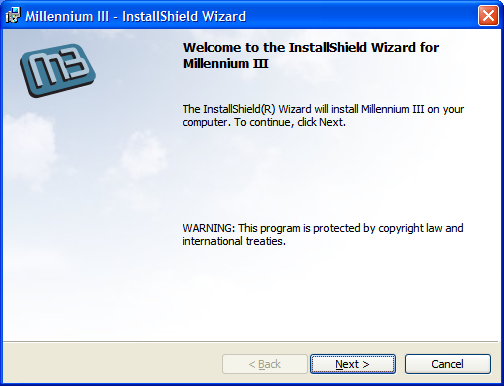 Millennium III - InstallShield Wizard
M3
Welcome to the InstallShield Wizard for
Millennium III
The InstallShield(R) Wizard will install Millennium III on your
computer. To continue, click Next.
WARNING: This program is protected by copyright law and
international treaties.
< Back
Next >
Cancel